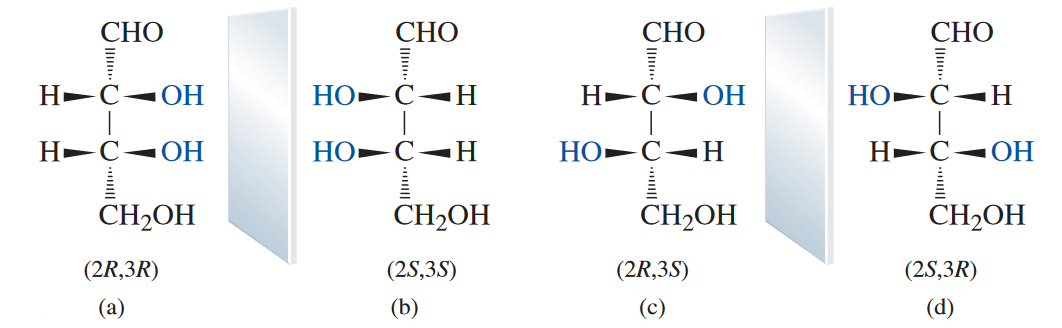 CHO CHO CHO CHO
H C OH HO C H H C OH HO C H
H C OH HO C H HO C H H C OH
CH₂OH CH₂OH CH₂OH CH₂OH
(2R,3R) (2S,3S) (2R,3S) (2S,3R)
(a) (b) (c) (d)